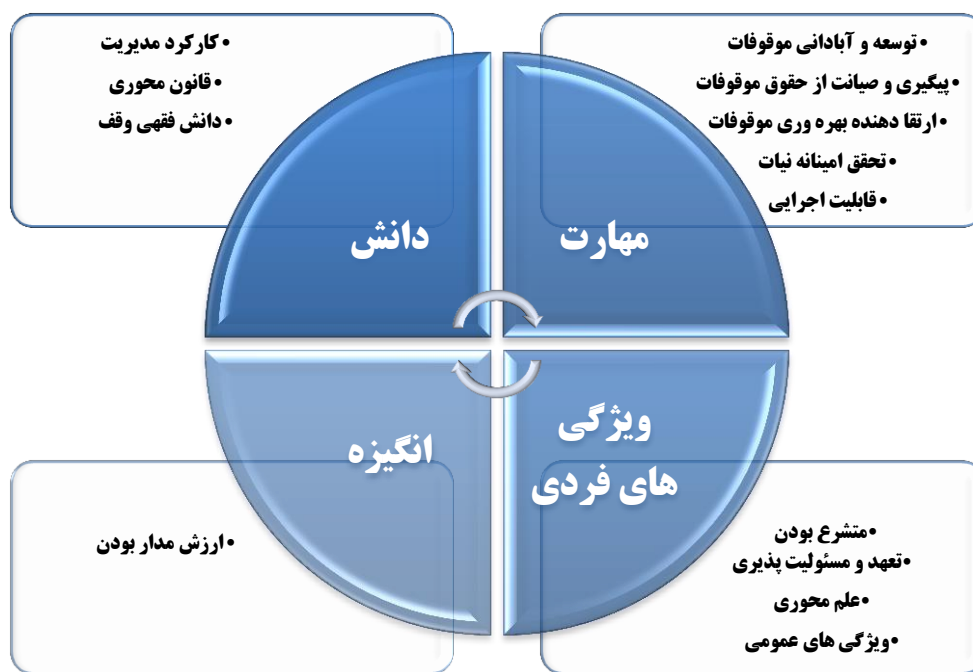 •توسعه و آبادانی موقوفات
•پیگیری و صیانت از حقوق موقوفات
•ارتقا دهنده بهره وری موقوفات
•تحقق امینانه نیات
•قابلیت اجرایی
مهارت
•کارکرد مدیریت
•قانون محوری
•دانش فقهی وقف
دانش
ویژگی
های فردی
•متشرع بودن
•تعهد و مسئولیت پذیری
•علم محوری
•ویژگی های عمومی
انگیزه
•ارزش مدار بودن